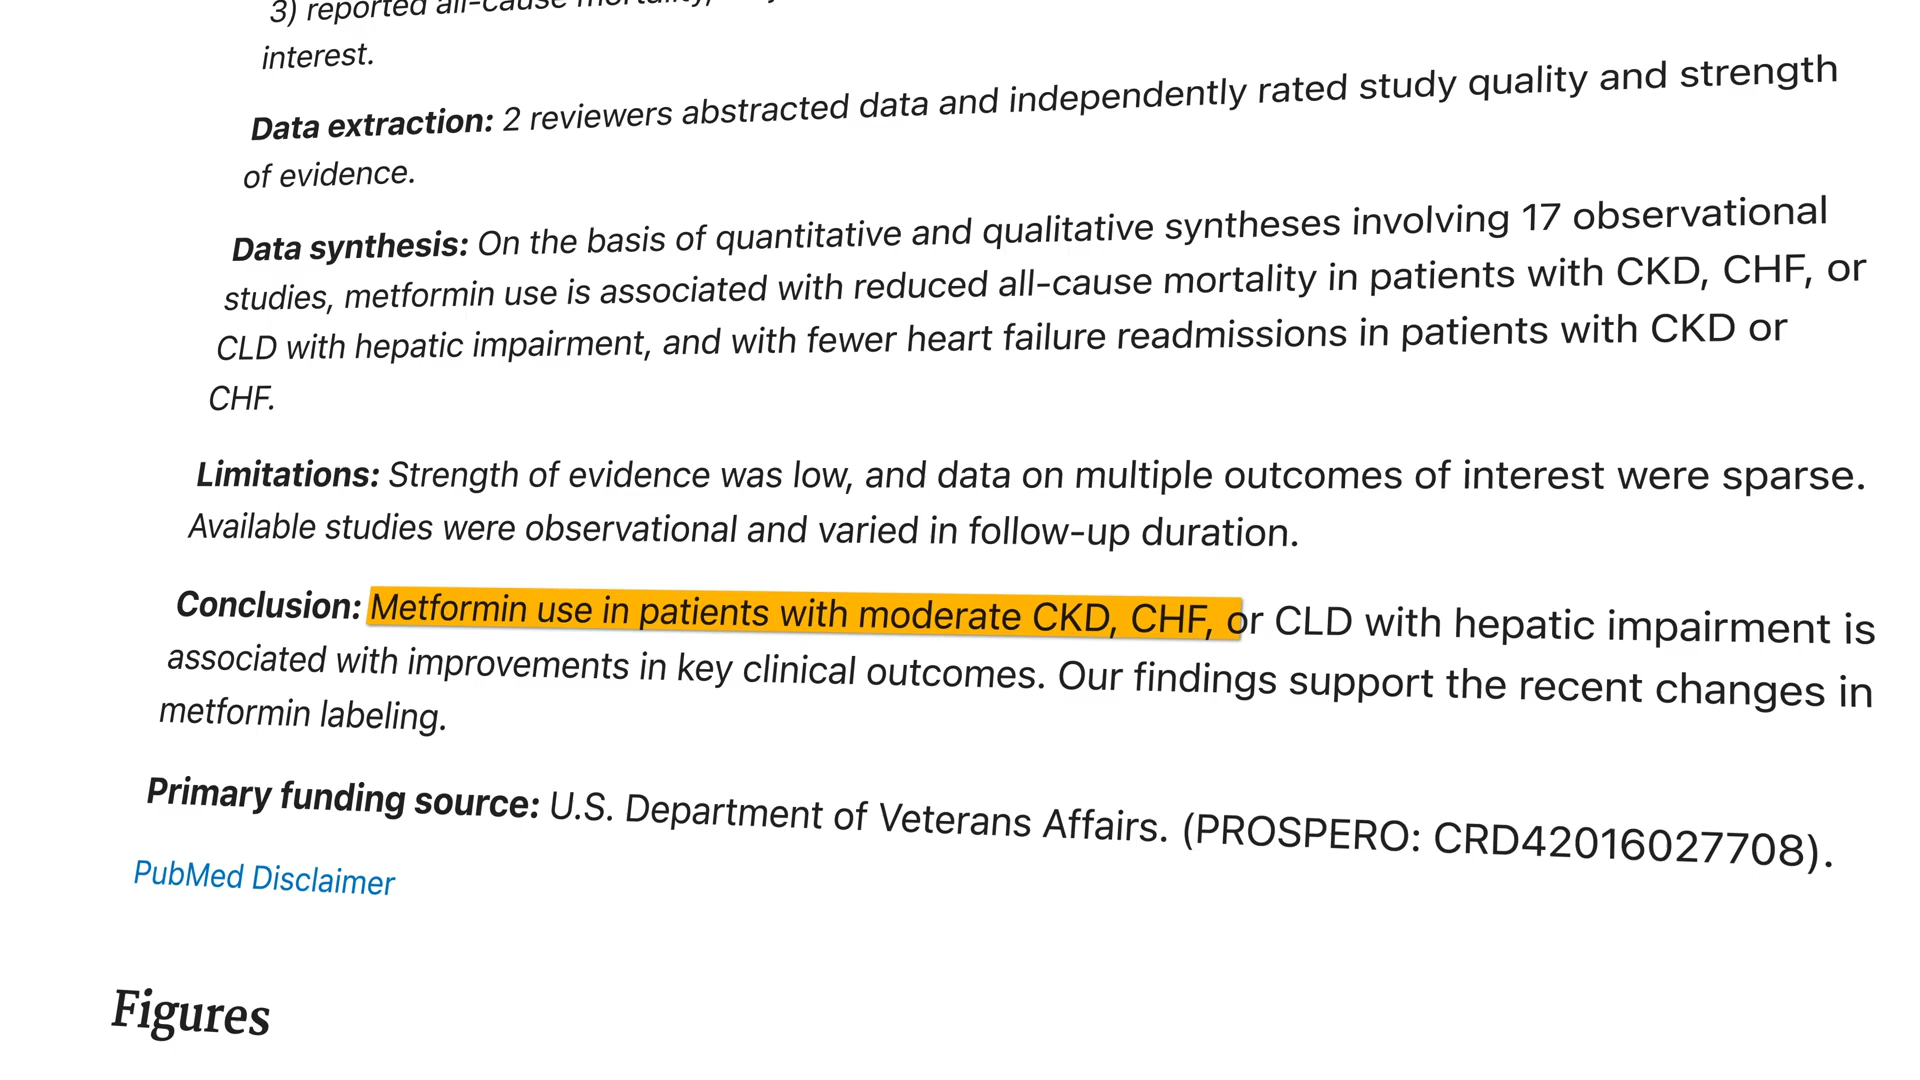 3) reported all-cause mortality,
interest.
Data extraction: 2 reviewers abstracted data and independently rated study quality and strength
of evidence.
Data synthesis: On the basis of quantitative and qualitative syntheses involving 17 observational
studies, metformin use is associated with reduced all-cause mortality in patients with CKD, CHF, or
CLD with hepatic impairment, and with fewer heart failure readmissions in patients with CKD or
CHF.
Limitations: Strength of evidence was low, and data on multiple outcomes of interest were sparse.
Available studies were observational and varied in follow-up duration.
Conclusion: Metformin use in patients with moderate CKD, CHF, or CLD with hepatic impairment is
associated with improvements in key clinical outcomes. Our findings support the recent changes in
metformin labeling.
Primary funding source: U.S. Department of Veterans Affairs. (PROSPERO: CRD42016027708).
PubMed Disclaimer
Figures